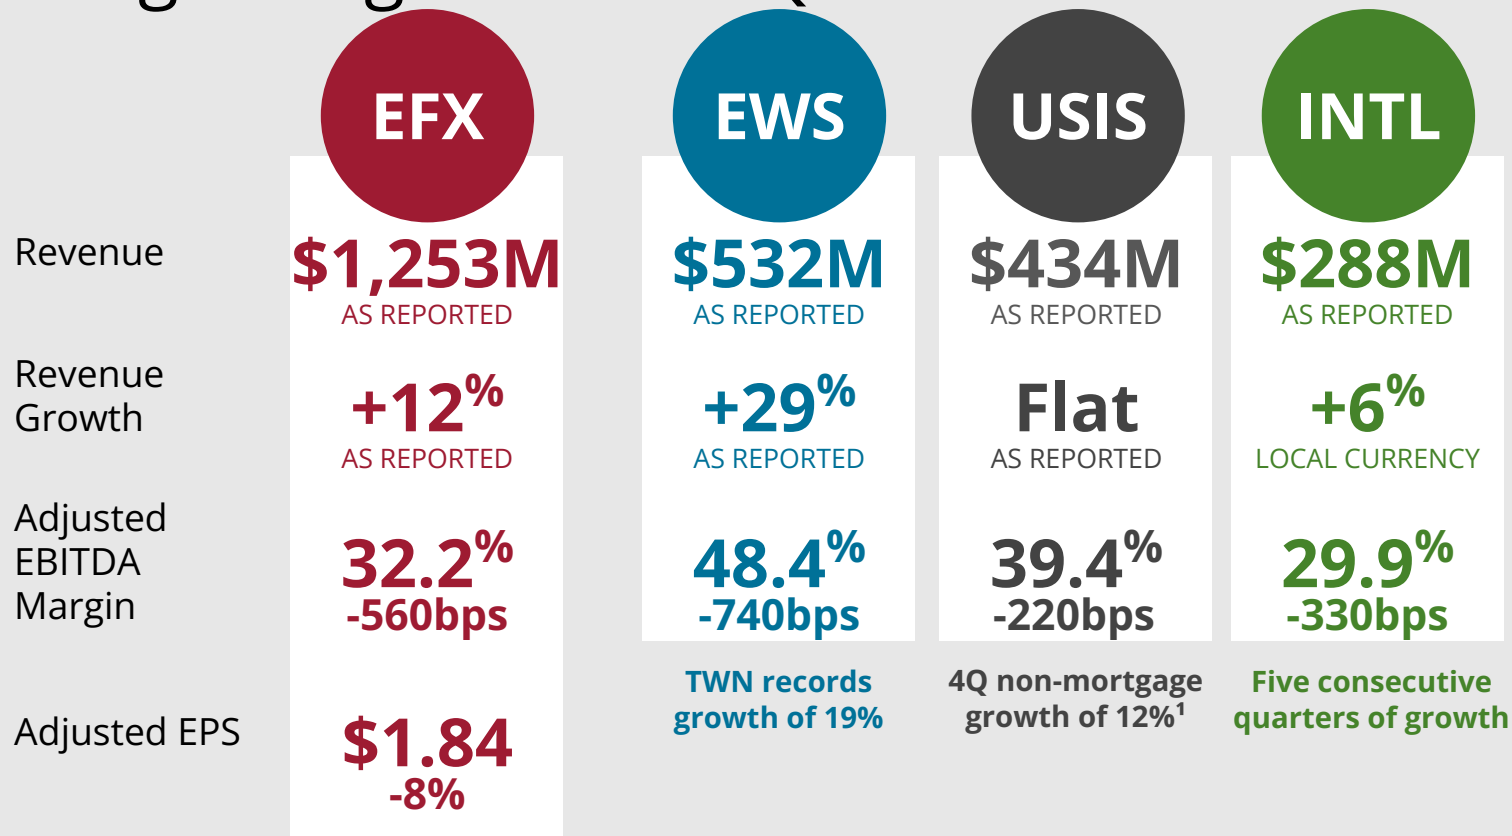 EFX EWS USIS INTL
Revenue $1,253M $532M $434M $288M
AS REPORTED AS REPORTED AS REPORTED AS REPORTED
Revenue
Growth +12% +29% Flat +6%
AS REPORTED AS REPORTED AS REPORTED LOCAL CURRENCY
Adjusted
EBITDA 32.2% 48.4% 39.4% 29.9%
Margin -560bps -740bps -220bps -330bps
TWN records 4Q non-mortgage Five consecutive
growth of 19% growth of 12%¹ quarters of growth
Adjusted EPS $1.84
-8%